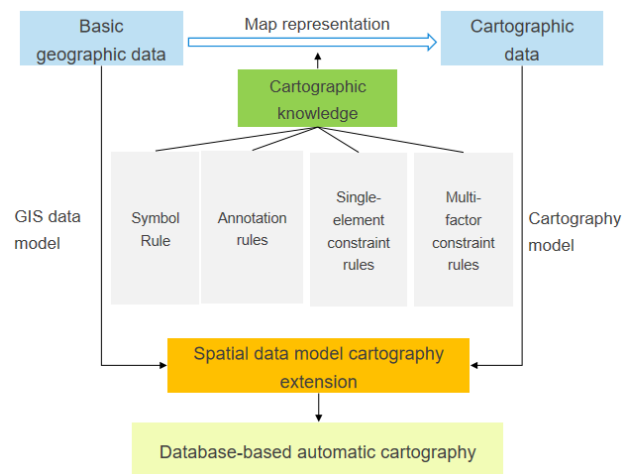 Basic
geographic data
Map representation
Cartographic
data
Cartographic
knowledge
GIS data
model
Symbol
Rule
Annotation
rules
Single-
element
constraint
rules
Multi-
factor
constraint
rules
Cartography
model
Spatial data model cartography
extension
Database-based automatic cartography